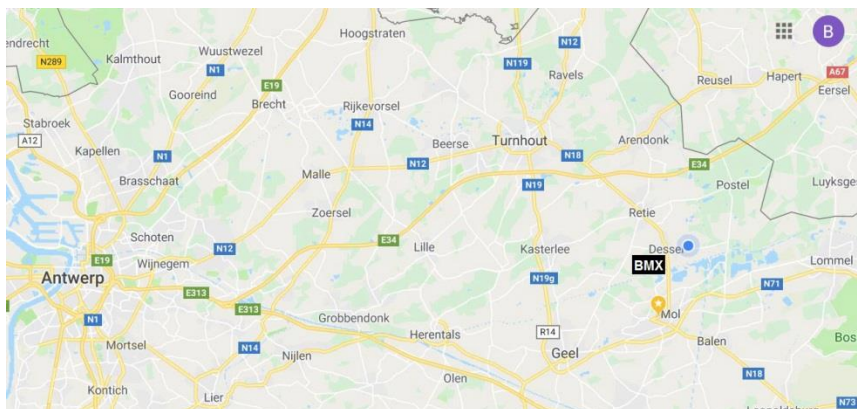 endrecht
Kalmthout
Wuustwezel
Hoogstraten
N12
B
N289
N1
E19
N119
Ravels
Reusel
Hapert
A67
Gooreind
Brecht
Rijkevorsel
Eersel
Stabroek
N14
Beerse
Turnhout
Arendonk
A12
Kapellen
N1
Malle
N12
N18
E34
Brasschaat
N19
Postel
Luyksges
Zoersel
Retie
Schoten
N12
E34
Lille
Kasterlee
Dessel
E19
Wijnegem
BMX
Lommel
Antwerp
N19g
N71
E313
E313
Mol
N1
Grobbendonk
Herentals
R14
Balen
Mortsel
N14
Nijlen
Geel
Bos
Kontich
Lier
Olen
N18
N73